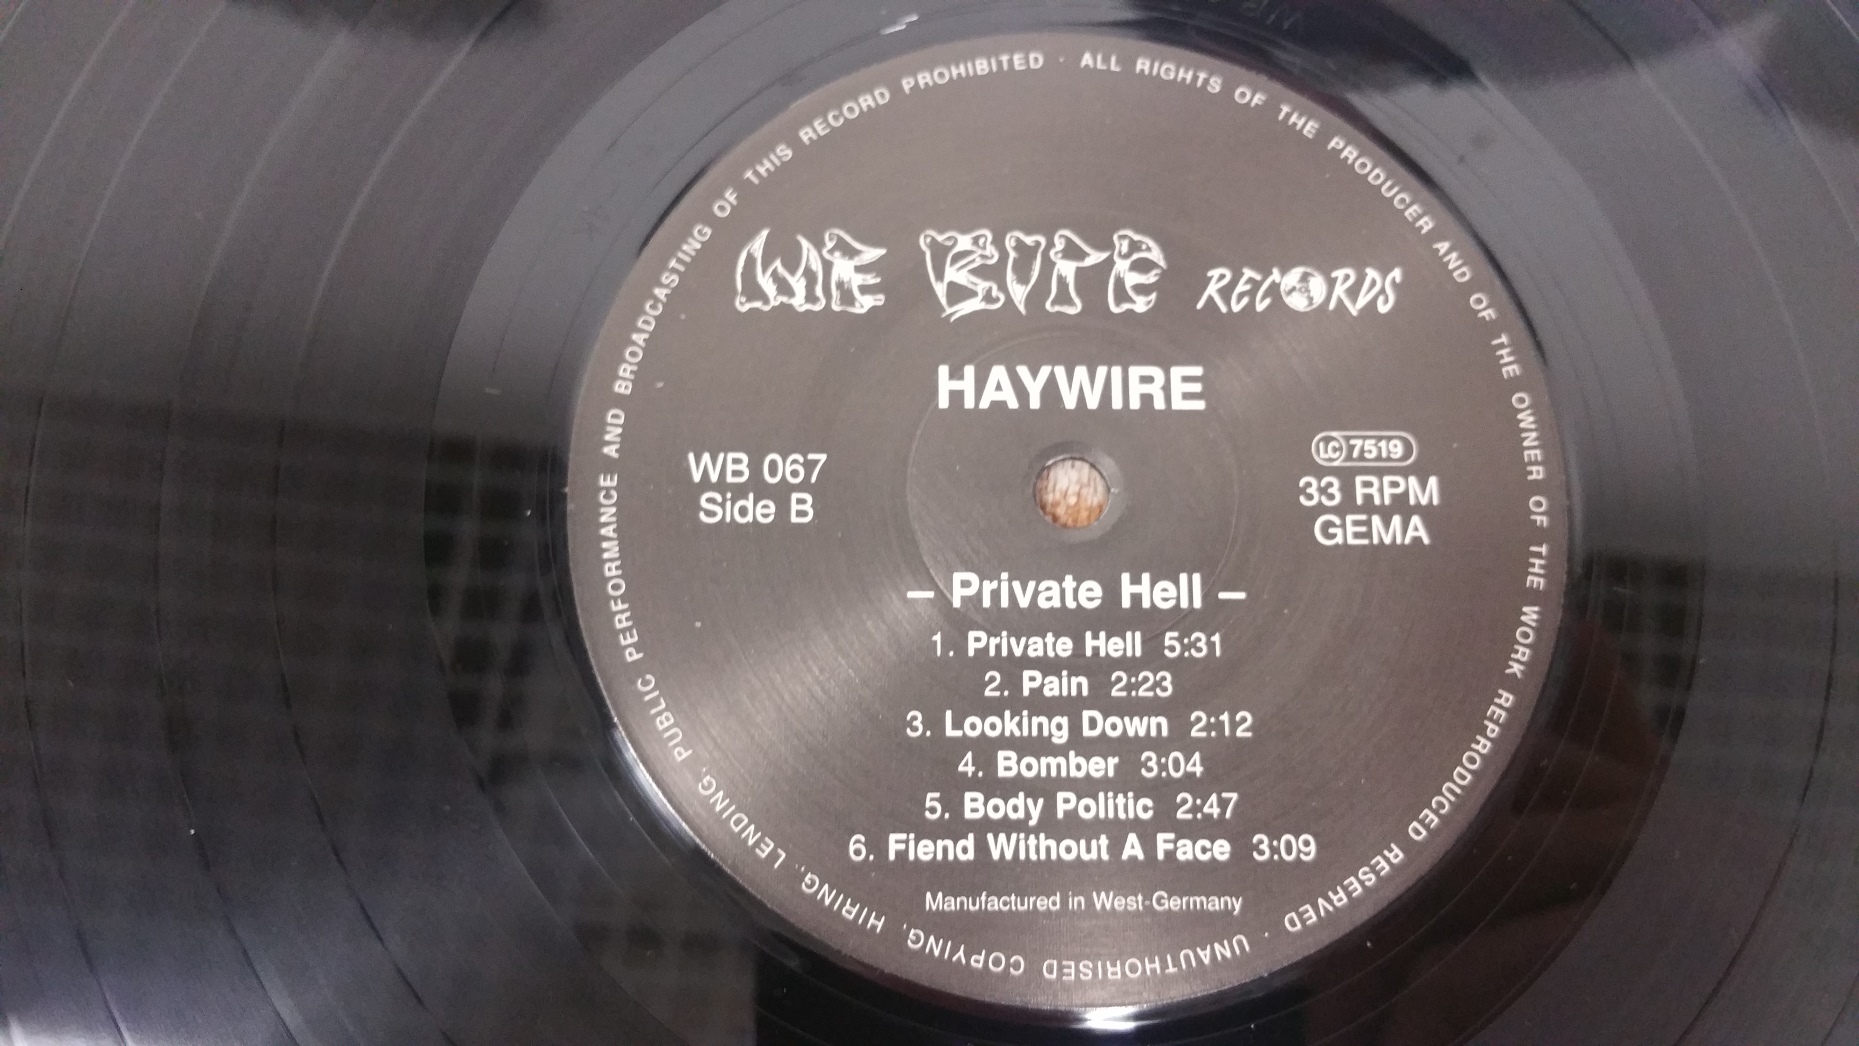 ALL RIGHTS OF THE PRODUCER AND OF THE OWNER OF THE WORK REPRODUCED RESERVED · UNAUTHORISED COPYING, HIRING, LENDING, PUBLIC PERFORMANCE AND BROADCASTING OF THIS RECORD PROHIBITED ·
WE BITE RECORDS
HAYWIRE
WB 067
Side B
LC 7519
33 RPM
GEMA
– Private Hell –
1. Private Hell 5:31
2. Pain 2:23
3. Looking Down 2:12
4. Bomber 3:04
5. Body Politic 2:47
6. Fiend Without A Face 3:09
Manufactured in West-Germany